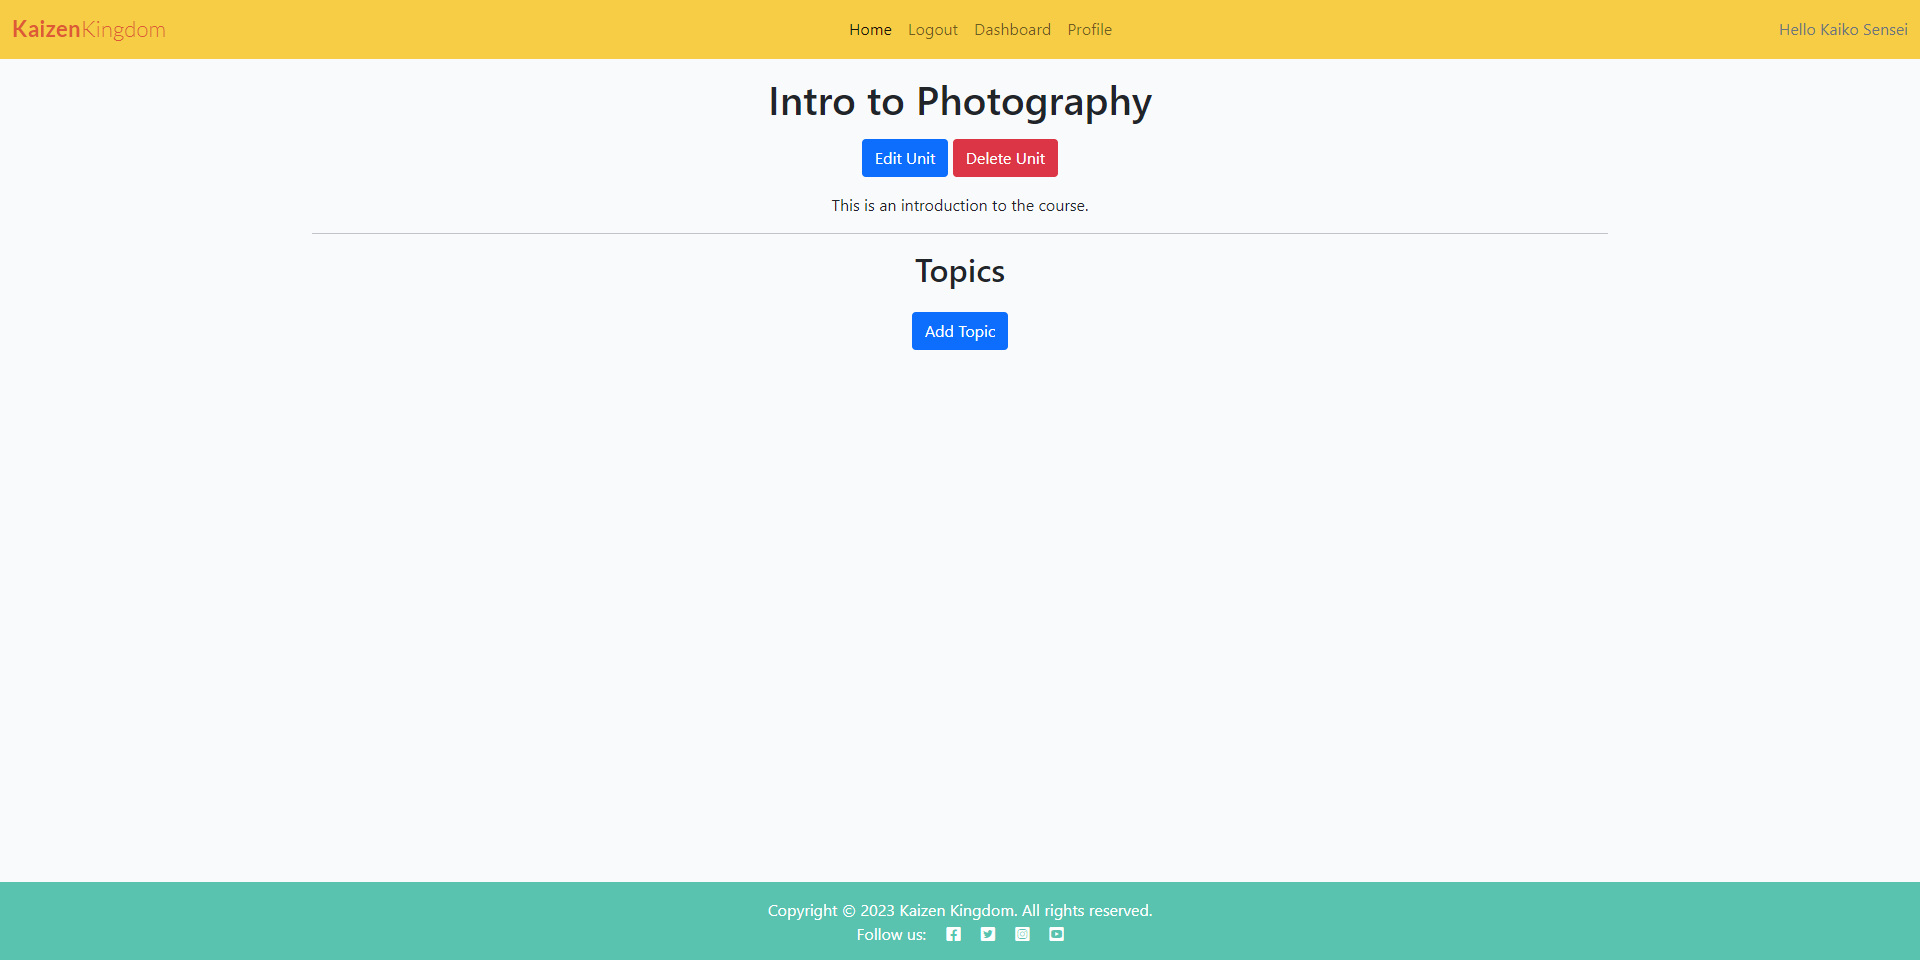 KaizenKingdom Home Logout Dashboard Profile Hello Kaiko Sensei
Intro to Photography
Edit Unit Delete Unit
This is an introduction to the course.
Topics
Add Topic
Copyright © 2023 Kaizen Kingdom. All rights reserved.
Follow us: